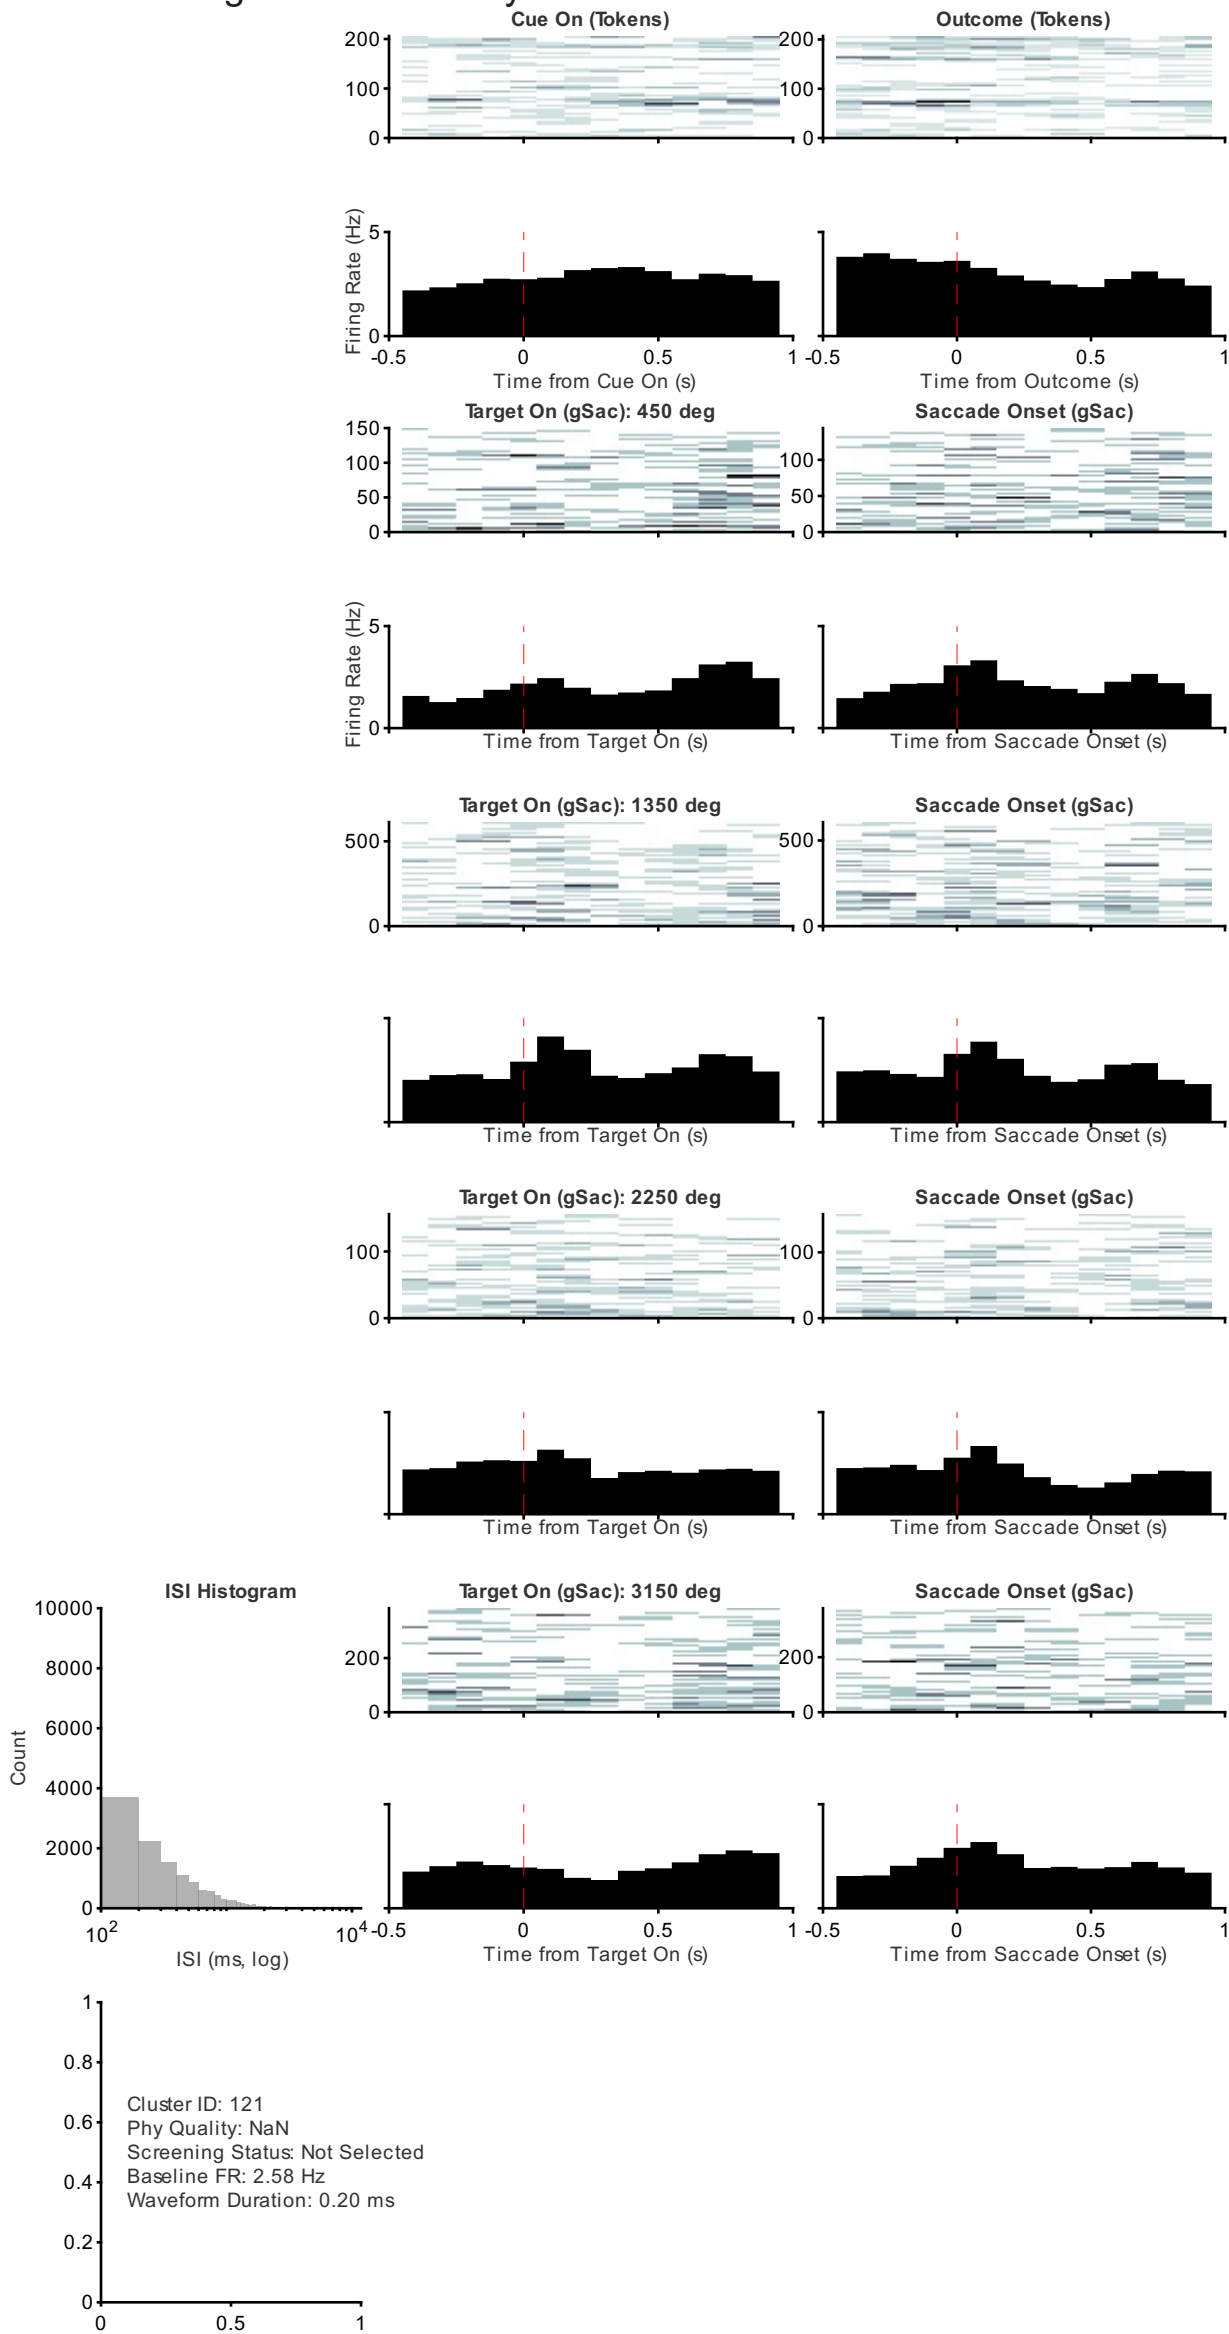 Cue On (Tokens) Outcome (Tokens)
200 200
100 100
0 0
Firing Rate (Hz)
5
0
-0.5 0 0.5 1 -0.5 0 0.5 1
Time from Cue On (s) Time from Outcome (s)
Target On (gSac): 450 deg Saccade Onset (gSac)
150
100 100
50 50
0 0
Firing Rate (Hz)
5
0
Time from Target On (s) Time from Saccade Onset (s)
Target On (gSac): 1350 deg Saccade Onset (gSac)
500 500
0 0
Time from Target On (s) Time from Saccade Onset (s)
Target On (gSac): 2250 deg Saccade Onset (gSac)
100 100
0 0
Time from Target On (s) Time from Saccade Onset (s)
ISI Histogram Target On (gSac): 3150 deg Saccade Onset (gSac)
10000
8000
200 200
6000
0 0
Count
4000
2000
0
10² 10⁴ -0.5 0 0.5 1 -0.5 0 0.5 1
ISI (ms, log) Time from Target On (s) Time from Saccade Onset (s)
1
0.8
0.6
0.4
0.2
0
Cluster ID: 121
Phy Quality: NaN
Screening Status: Not Selected
Baseline FR: 2.58 Hz
Waveform Duration: 0.20 ms
0 0.5 1